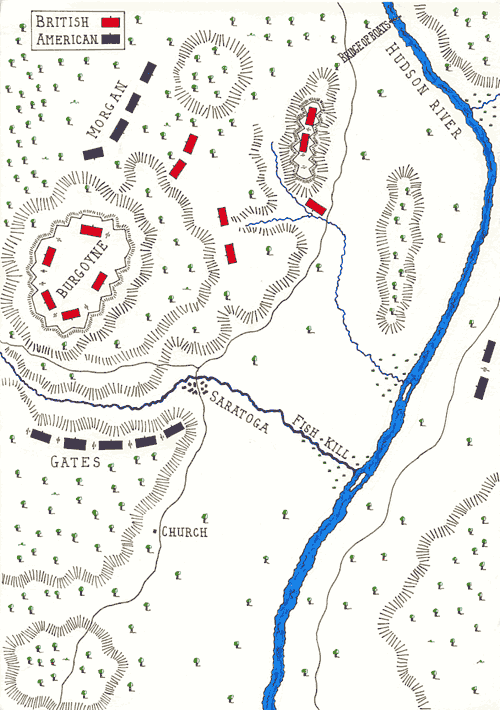 BRITISH
AMERICAN
BRIDGE OF BOATS
HUDSON RIVER
MORGAN
BURGOYNE
SARATOGA
FISH KILL
GATES
CHURCH